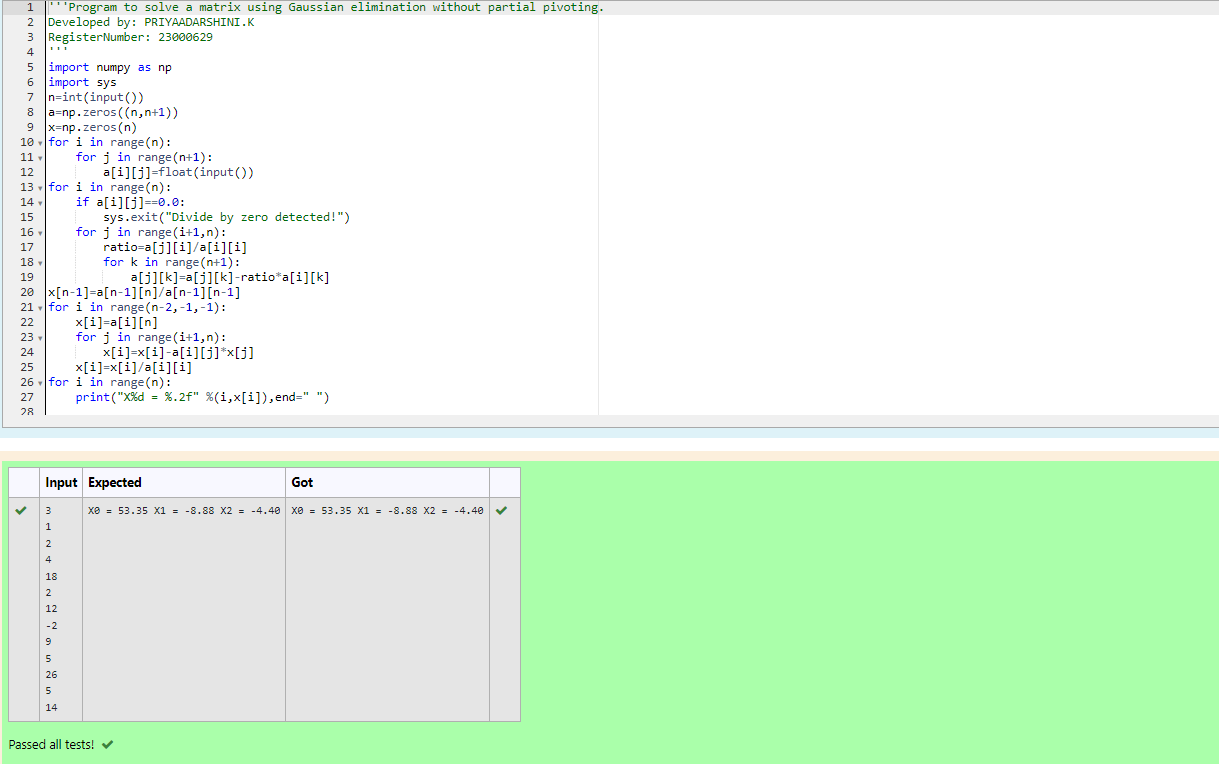 1 '''Program to solve a matrix using Gaussian elimination without partial pivoting.
2 Developed by: PRIYAADARSHINI.K
3 RegisterNumber: 23000629
4 '''
5 import numpy as np
6 import sys
7 n=int(input())
8 a=np.zeros((n,n+1))
9 x=np.zeros(n)
10 for i in range(n):
11     for j in range(n+1):
12         a[i][j]=float(input())
13 for i in range(n):
14     if a[i][j]==0.0:
15         sys.exit("Divide by zero detected!")
16     for j in range(i+1,n):
17         ratio=a[j][i]/a[i][i]
18         for k in range(n+1):
19             a[j][k]=a[j][k]-ratio*a[i][k]
20 x[n-1]=a[n-1][n]/a[n-1][n-1]
21 for i in range(n-2,-1,-1):
22     x[i]=a[i][n]
23     for j in range(i+1,n):
24         x[i]=x[i]-a[i][j]*x[j]
25     x[i]=x[i]/a[i][i]
26 for i in range(n):
27     print("X%d = %.2f" %(i,x[i]),end=" ")
28
Input Expected Got
3 X0 = 53.35 X1 = -8.88 X2 = -4.40 X0 = 53.35 X1 = -8.88 X2 = -4.40
1
2
4
18
2
12
-2
9
5
26
5
14
Passed all tests!